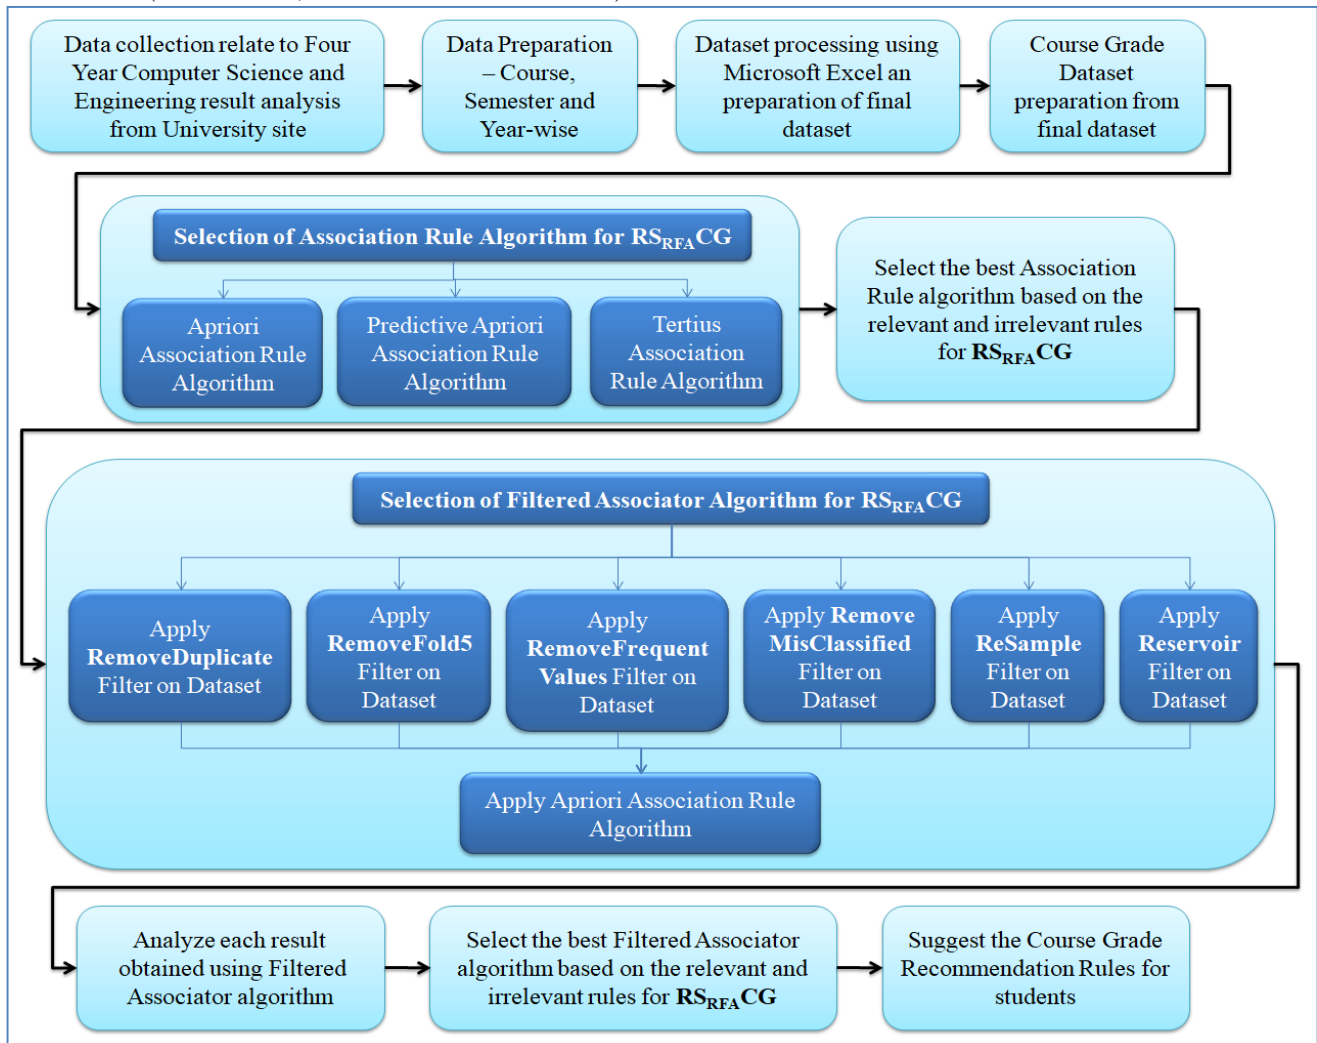 Data collection relate to Four
Year Computer Science and
Engineering result analysis
from University site
Data Preparation
– Course,
Semester and
Year-wise
Dataset processing using
Microsoft Excel an
preparation of final
dataset
Course Grade
Dataset
preparation from
final dataset
Selection of Association Rule Algorithm for RSRFACG
Apriori
Association Rule
Algorithm
Predictive Apriori
Association Rule
Algorithm
Tertius
Association
Rule Algorithm
Select the best Association
Rule algorithm based on the
relevant and irrelevant rules
for RSRFACG
Selection of Filtered Associator Algorithm for RSRFACG
Apply
RemoveDuplicate
Filter on Dataset
Apply
RemoveFold5
Filter on
Dataset
Apply
RemoveFrequent
Values Filter on
Dataset
Apply Remove
MisClassified
Filter on
Dataset
Apply
ReSample
Filter on
Dataset
Apply
Reservoir
Filter on
Dataset
Apply Apriori Association Rule
Algorithm
Analyze each result
obtained using Filtered
Associator algorithm
Select the best Filtered Associator
algorithm based on the relevant and
irrelevant rules for RSRFACG
Suggest the Course Grade
Recommendation Rules for
students